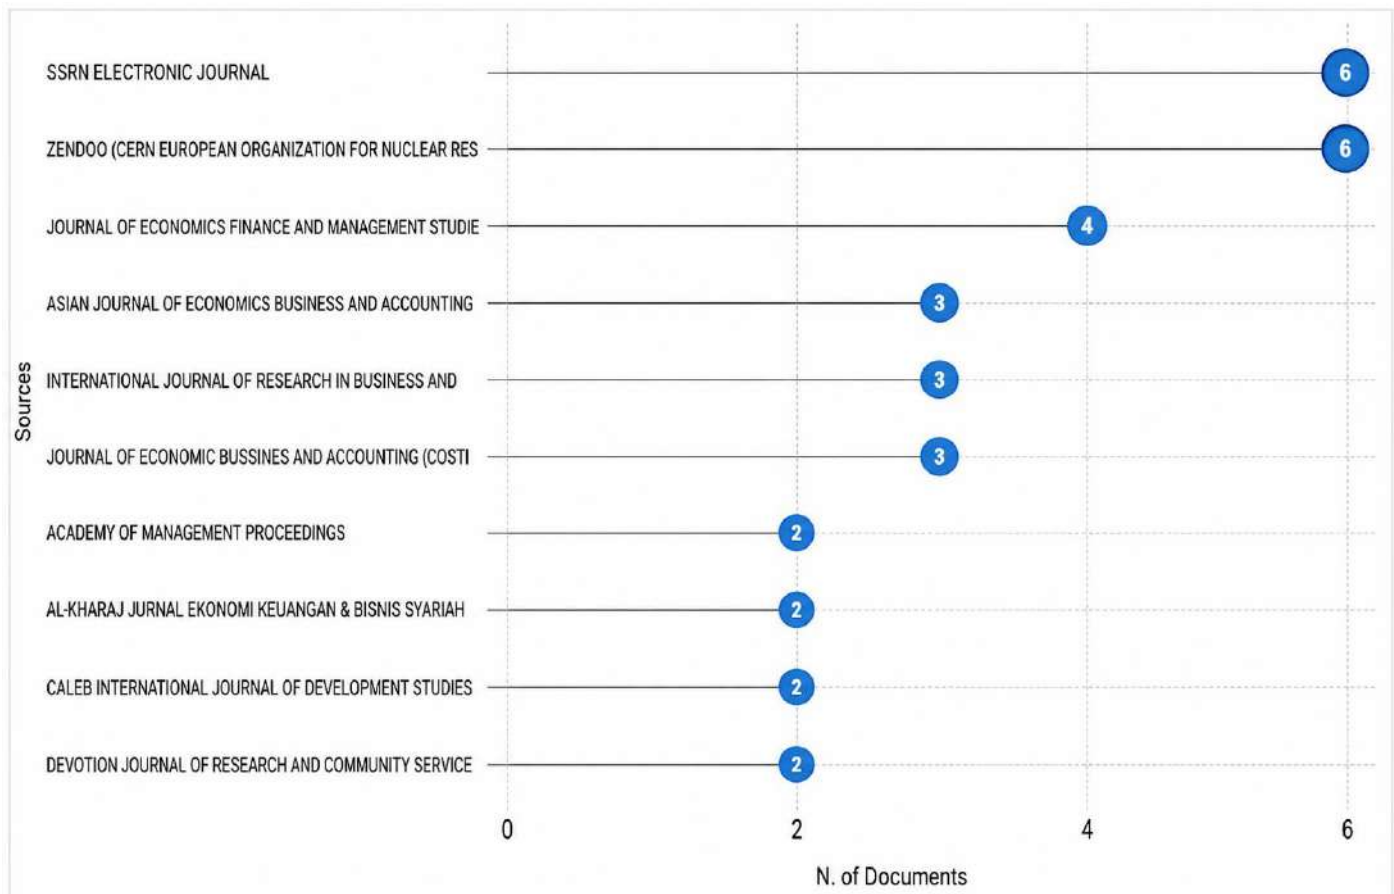 SSRN ELECTRONIC JOURNAL
6
ZENDOO (CERN EUROPEAN ORGANIZATION FOR NUCLEAR RES
6
JOURNAL OF ECONOMICS FINANCE AND MANAGEMENT STUDIE
4
ASIAN JOURNAL OF ECONOMICS BUSINESS AND ACCOUNTING
3
INTERNATIONAL JOURNAL OF RESEARCH IN BUSINESS AND
3
JOURNAL OF ECONOMIC BUSSINES AND ACCOUNTING (COSTI
3
ACADEMY OF MANAGEMENT PROCEEDINGS
2
AL-KHARAJ JURNAL EKONOMI KEUANGAN & BISNIS SYARIAH
2
CALEB INTERNATIONAL JOURNAL OF DEVELOPMENT STUDIES
2
DEVOTION JOURNAL OF RESEARCH AND COMMUNITY SERVICE
2
Sources
0 2 4 6
N. of Documents